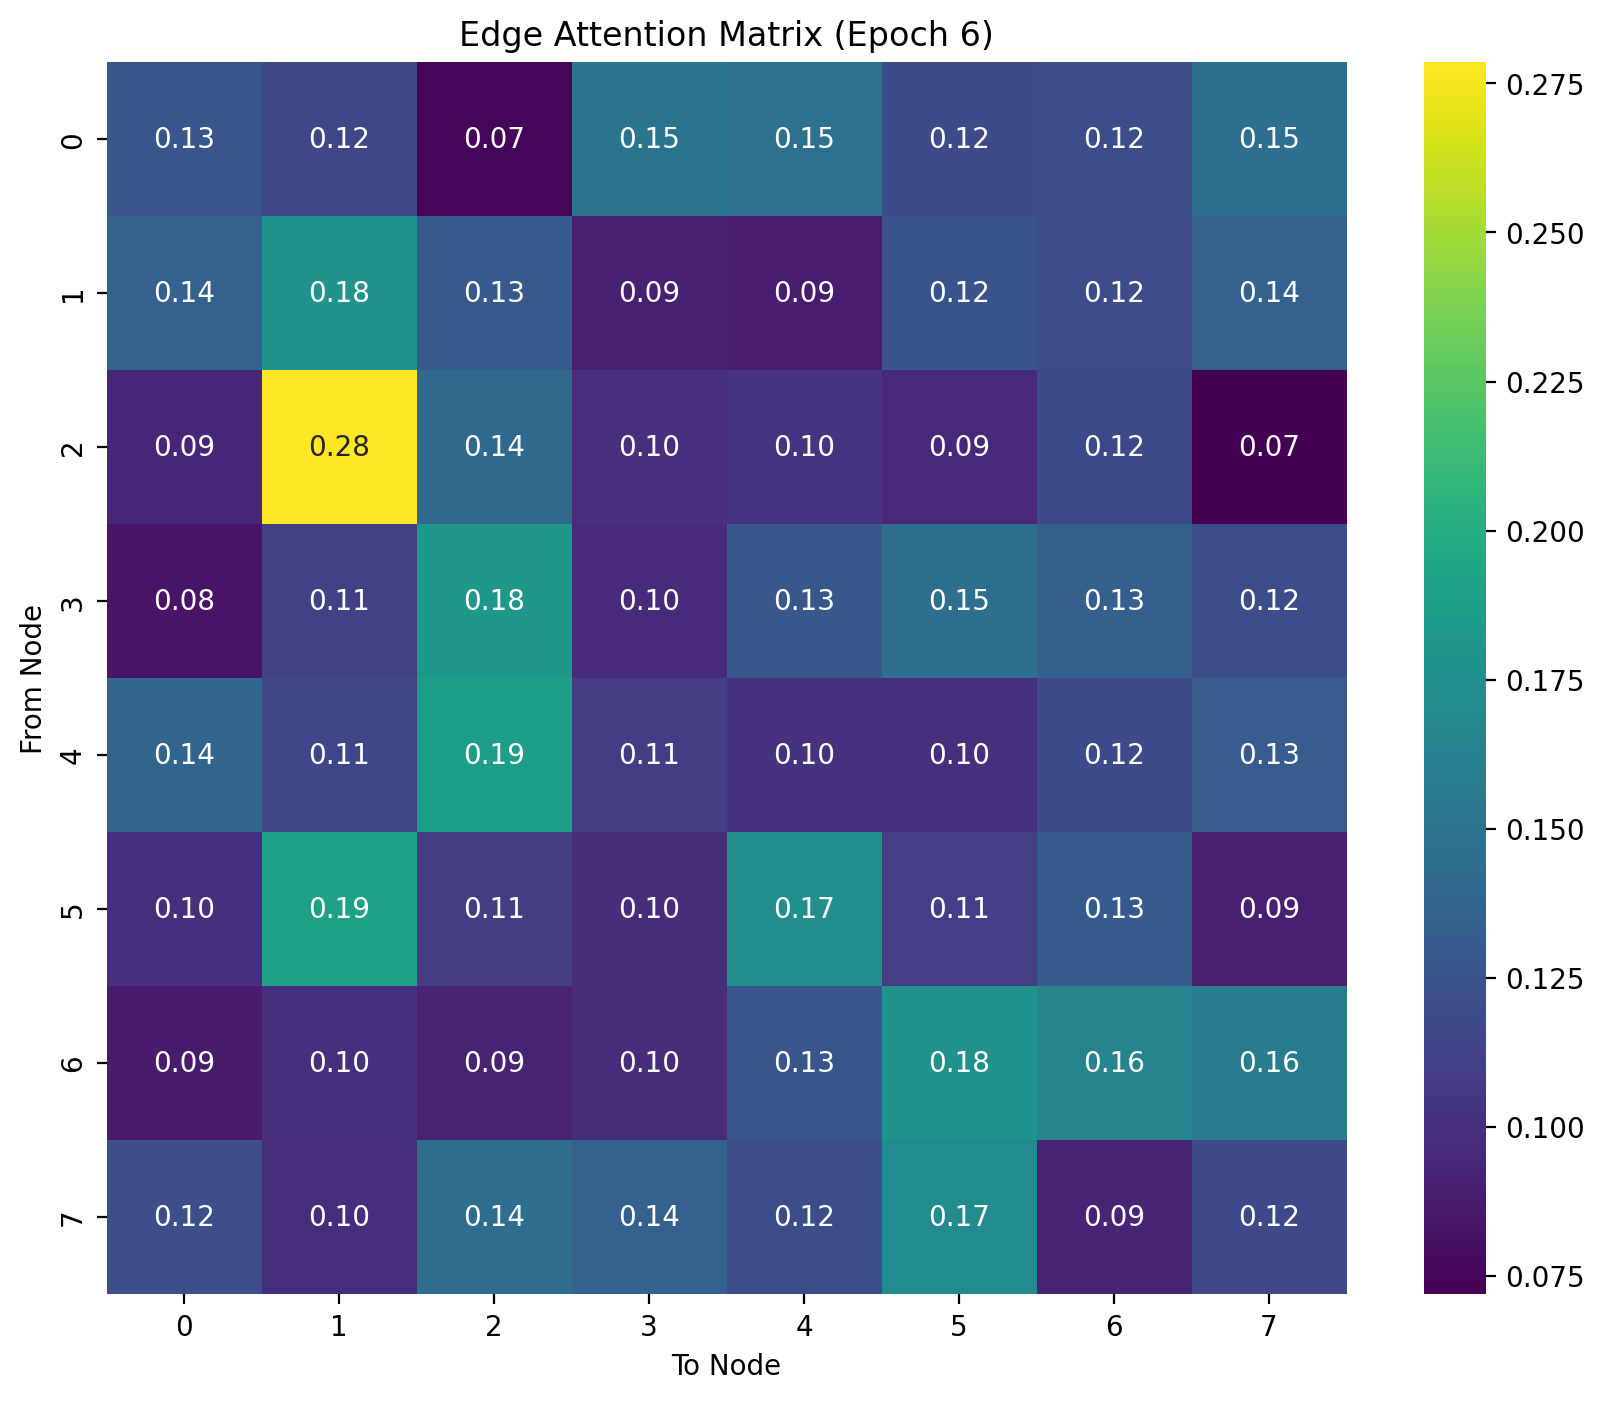 Edge Attention Matrix (Epoch 6)
0 0.13 0.12 0.07 0.15 0.15 0.12 0.12 0.15
1 0.14 0.18 0.13 0.09 0.09 0.12 0.12 0.14
2 0.09 0.28 0.14 0.10 0.10 0.09 0.12 0.07
3 0.08 0.11 0.18 0.10 0.13 0.15 0.13 0.12
4 0.14 0.11 0.19 0.11 0.10 0.10 0.12 0.13
5 0.10 0.19 0.11 0.10 0.17 0.11 0.13 0.09
6 0.09 0.10 0.09 0.10 0.13 0.18 0.16 0.16
7 0.12 0.10 0.14 0.14 0.12 0.17 0.09 0.12
0 1 2 3 4 5 6 7
To Node
From Node
0.275
0.250
0.225
0.200
0.175
0.150
0.125
0.100
0.075